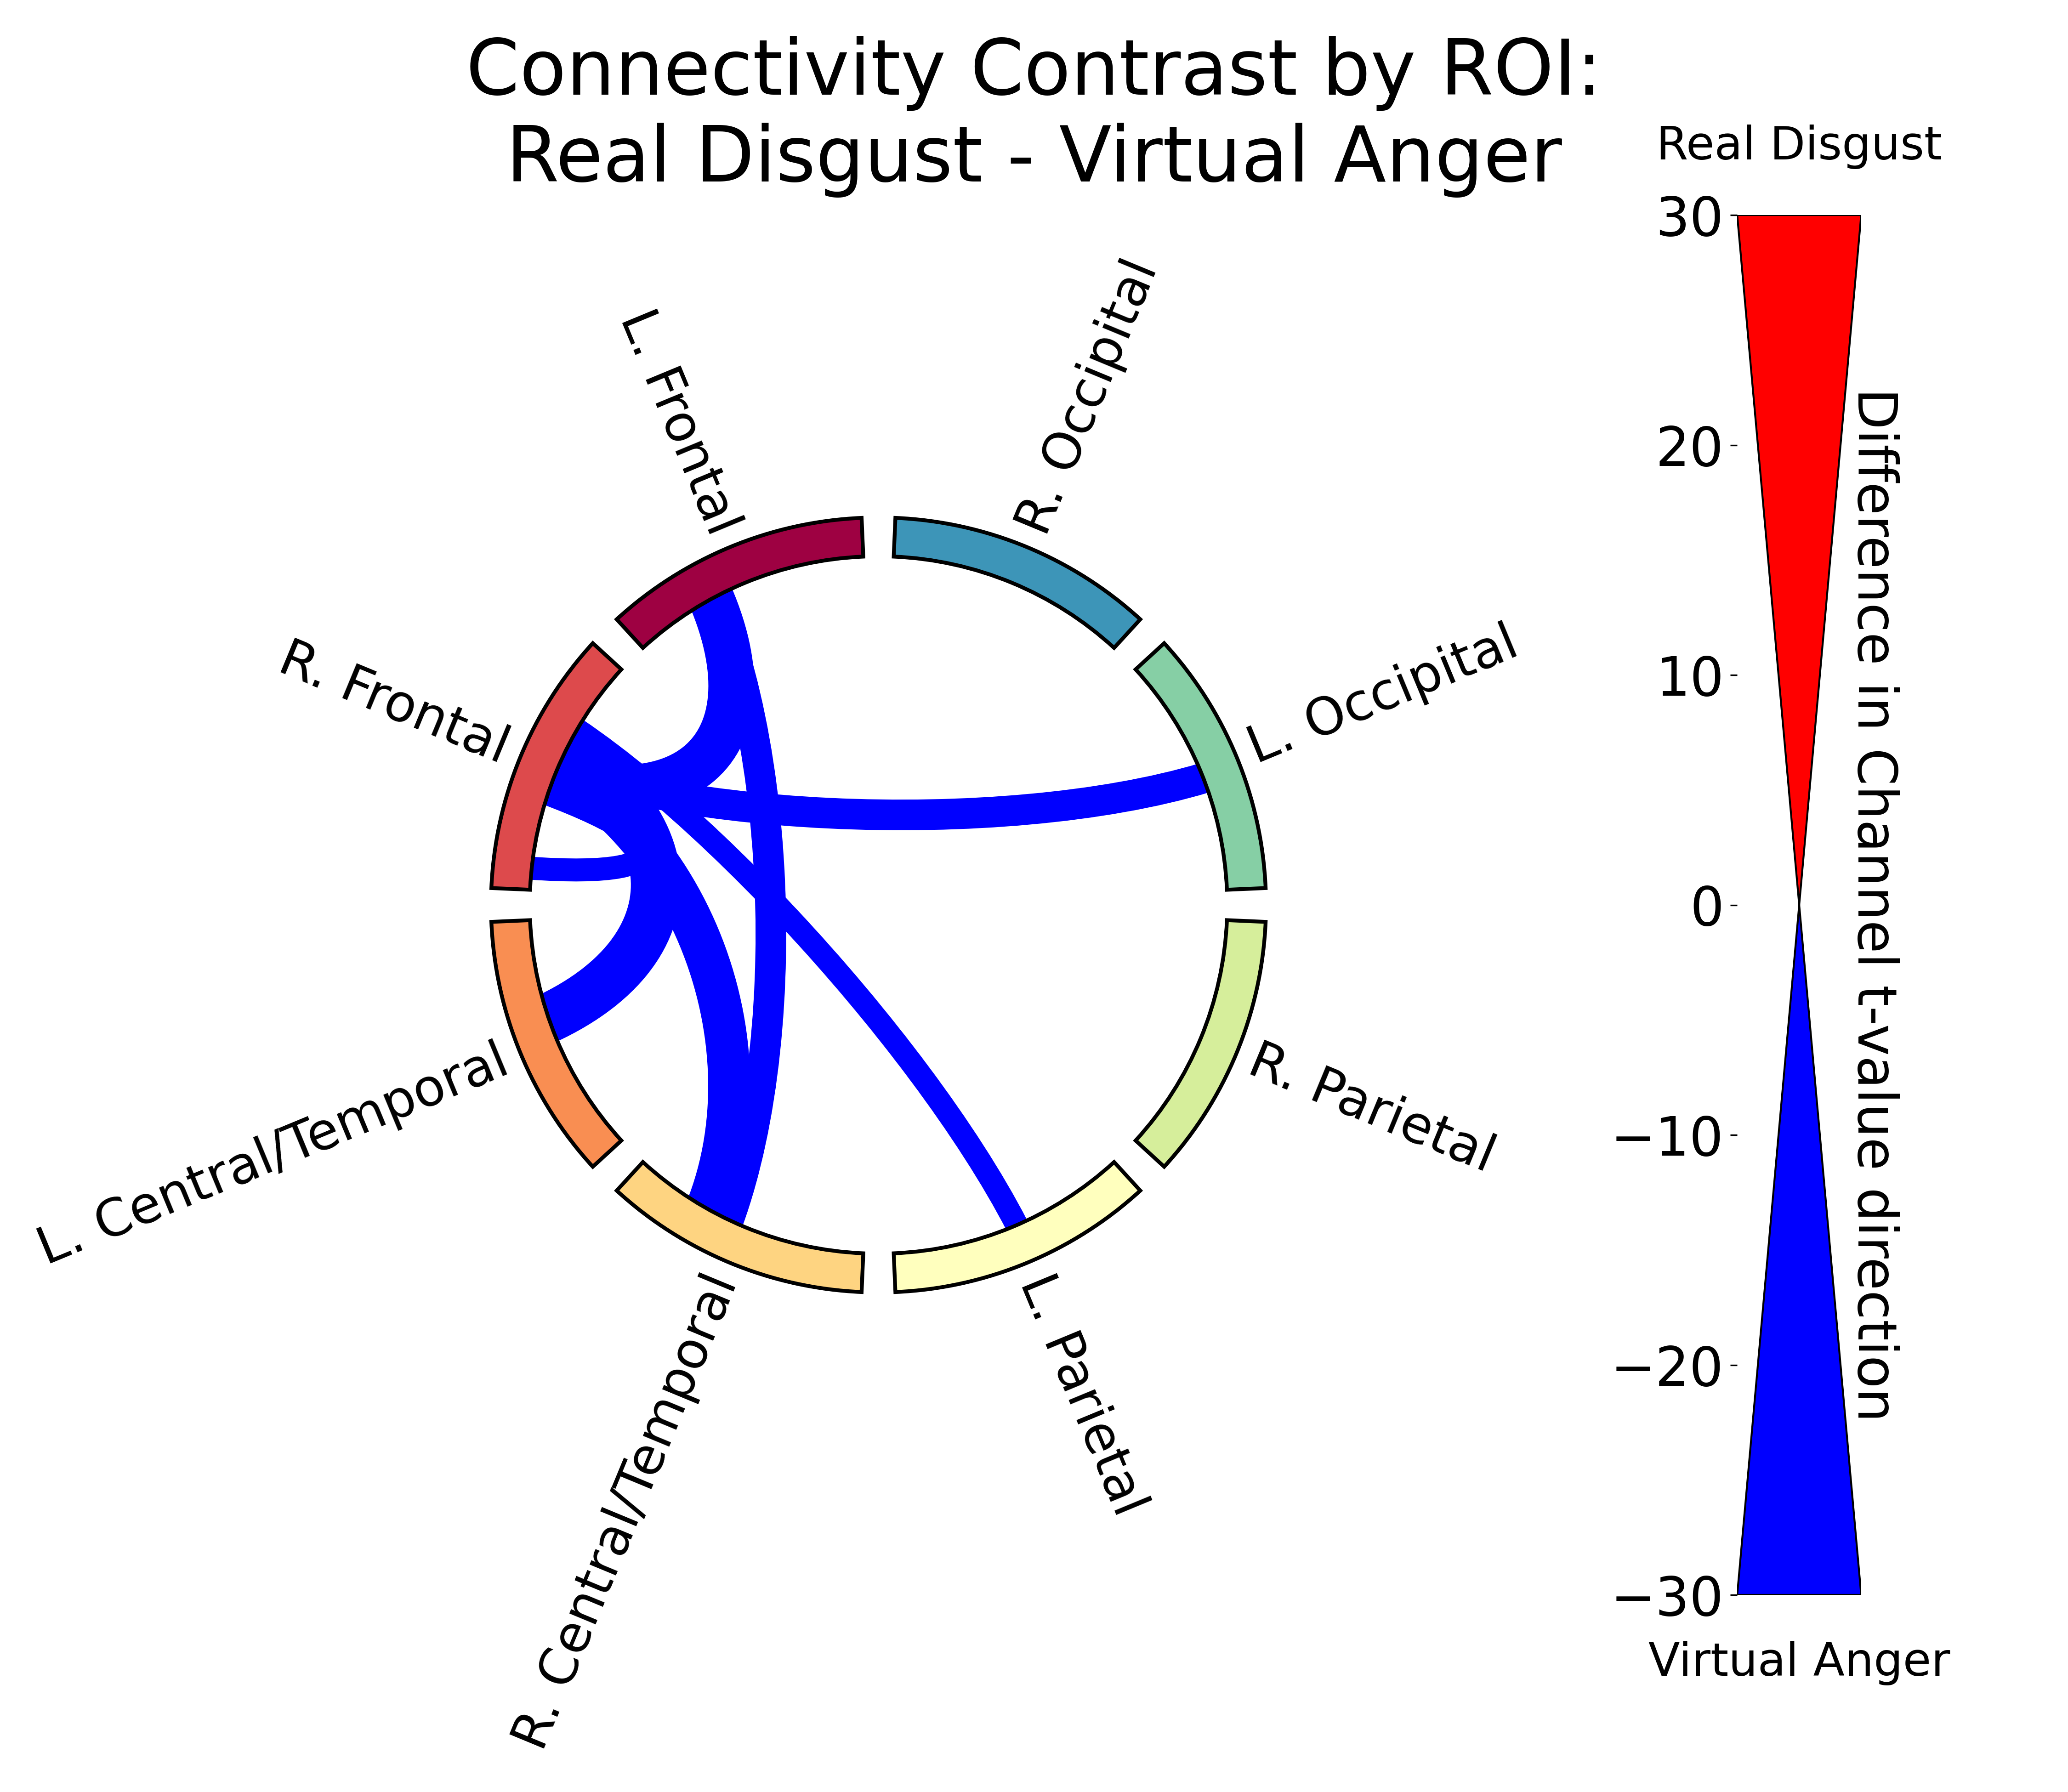 Connectivity Contrast by ROI:
Real Disgust - Virtual Anger
Real Disgust
30
20
10
0
−10
−20
−30
Virtual Anger
Difference in Channel t-value direction
L. Frontal
R. Occipital
R. Frontal
L. Occipital
L. Central/Temporal
R. Parietal
R. Central/Temporal
L. Parietal